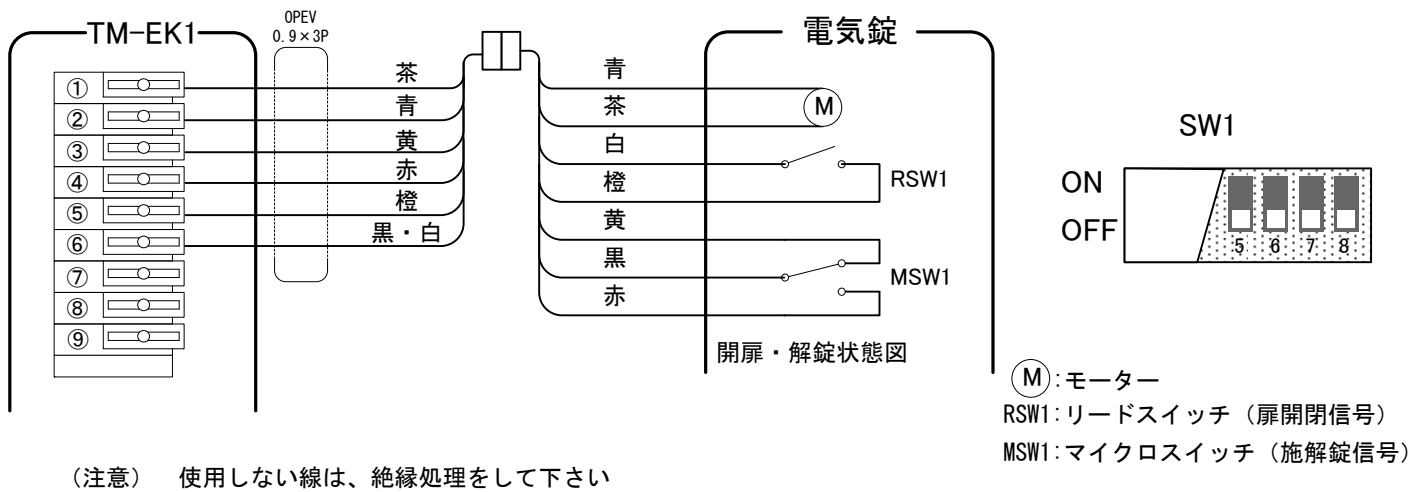 TM-EK1
OPEV
0.9×3P
①
②
③
④
⑤
⑥
⑦
⑧
⑨
茶
青
黄
赤
橙
黒・白
青
茶
白
橙
黄
黒
赤
電気錠
M
RSW1
MSW1
開扉・解錠状態図
SW1
ON
OFF
5 6 7 8
M:モーター
RSW1:リードスイッチ（扉開閉信号）
MSW1:マイクロスイッチ（施解錠信号）
（注意）　使用しない線は、絶縁処理をして下さい